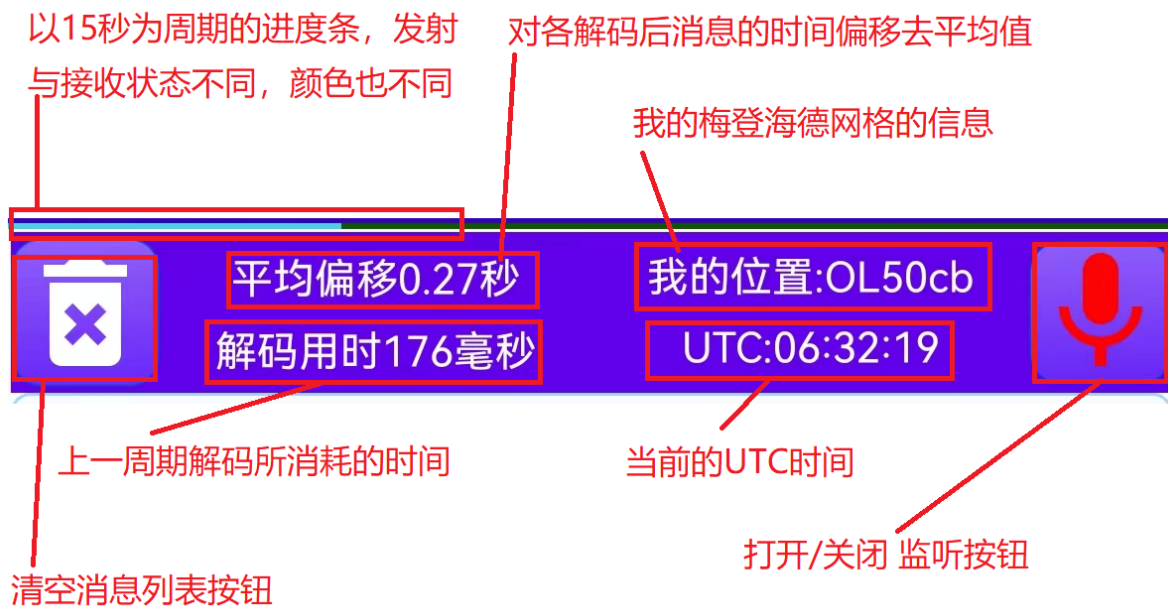 以15秒为周期的进度条，发射
与接收状态不同，颜色也不同
对各解码后消息的时间偏移去平均值
我的梅登海德网格的信息
平均偏移0.27秒
我的位置:OL50cb
解码用时176毫秒
UTC:06:32:19
上一周期解码所消耗的时间
当前的UTC时间
打开/关闭 监听按钮
清空消息列表按钮